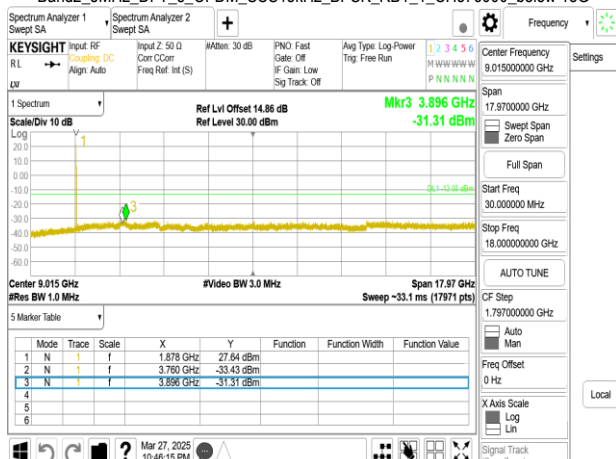 Spectrum Analyzer 1
Swept SA
Spectrum Analyzer 2
Swept SA
+
Frequency
KEYSIGHT
RL
Input: RF
Coupling: DC
Align: Auto
Input Z: 50 Ω
Corr CCorr
Freq Ref: Int (S)
#Atten: 30 dB
PNO: Fast
Gate: Off
IF Gain: Low
Sig Track: Off
Avg Type: Log-Power
Trig: Free Run
1 2 3 4 5 6
M W W W W W
P N N N N N
1 Spectrum
Scale/Div 10 dB
Ref Lvl Offset 14.86 dB
Ref Level 30.00 dBm
Mkr3 3.896 GHz
-31.31 dBm
Log
20.0
10.0
0.00
-10.0
-20.0
-30.0
-40.0
-50.0
-60.0
1
3
DL1 -13.00 dBm
Center 9.015 GHz
#Res BW 1.0 MHz
#Video BW 3.0 MHz
Span 17.97 GHz
Sweep ~33.1 ms (17971 pts)
5 Marker Table
Mode Trace Scale X Y Function Function Width Function Value
1 N 1 f 1.878 GHz 27.64 dBm
2 N 1 f 3.760 GHz -33.43 dBm
3 N 1 f 3.896 GHz -31.31 dBm
4
5
6
Mar 27, 2025
10:46:15 PM
Center Frequency
9.015000000 GHz
Span
17.9700000 GHz
Swept Span
Zero Span
Full Span
Start Freq
30.000000 MHz
Stop Freq
18.000000000 GHz
AUTO TUNE
CF Step
1.797000000 GHz
Auto
Man
Freq Offset
0 Hz
X Axis Scale
Log
Lin
Signal Track
Settings
Local